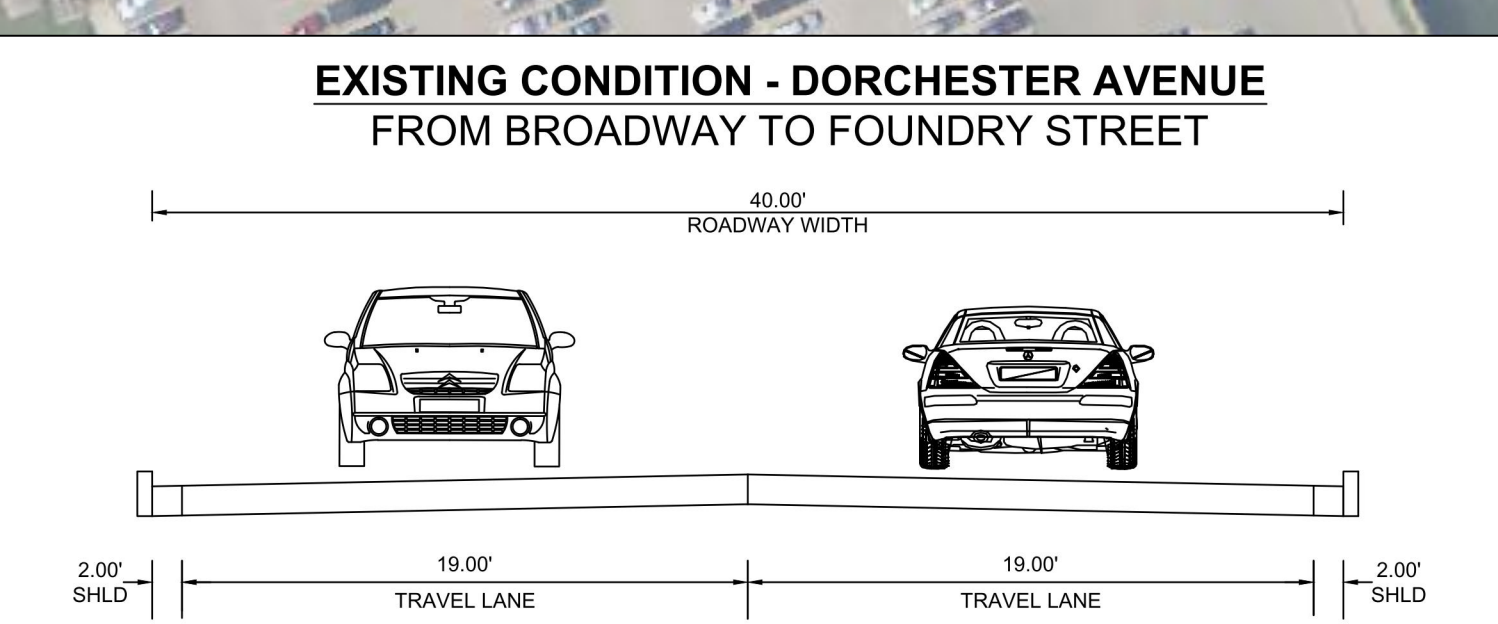 EXISTING CONDITION - DORCHESTER AVENUE
FROM BROADWAY TO FOUNDRY STREET
40.00'
ROADWAY WIDTH
2.00'
SHLD
19.00'
TRAVEL LANE
19.00'
TRAVEL LANE
2.00'
SHLD